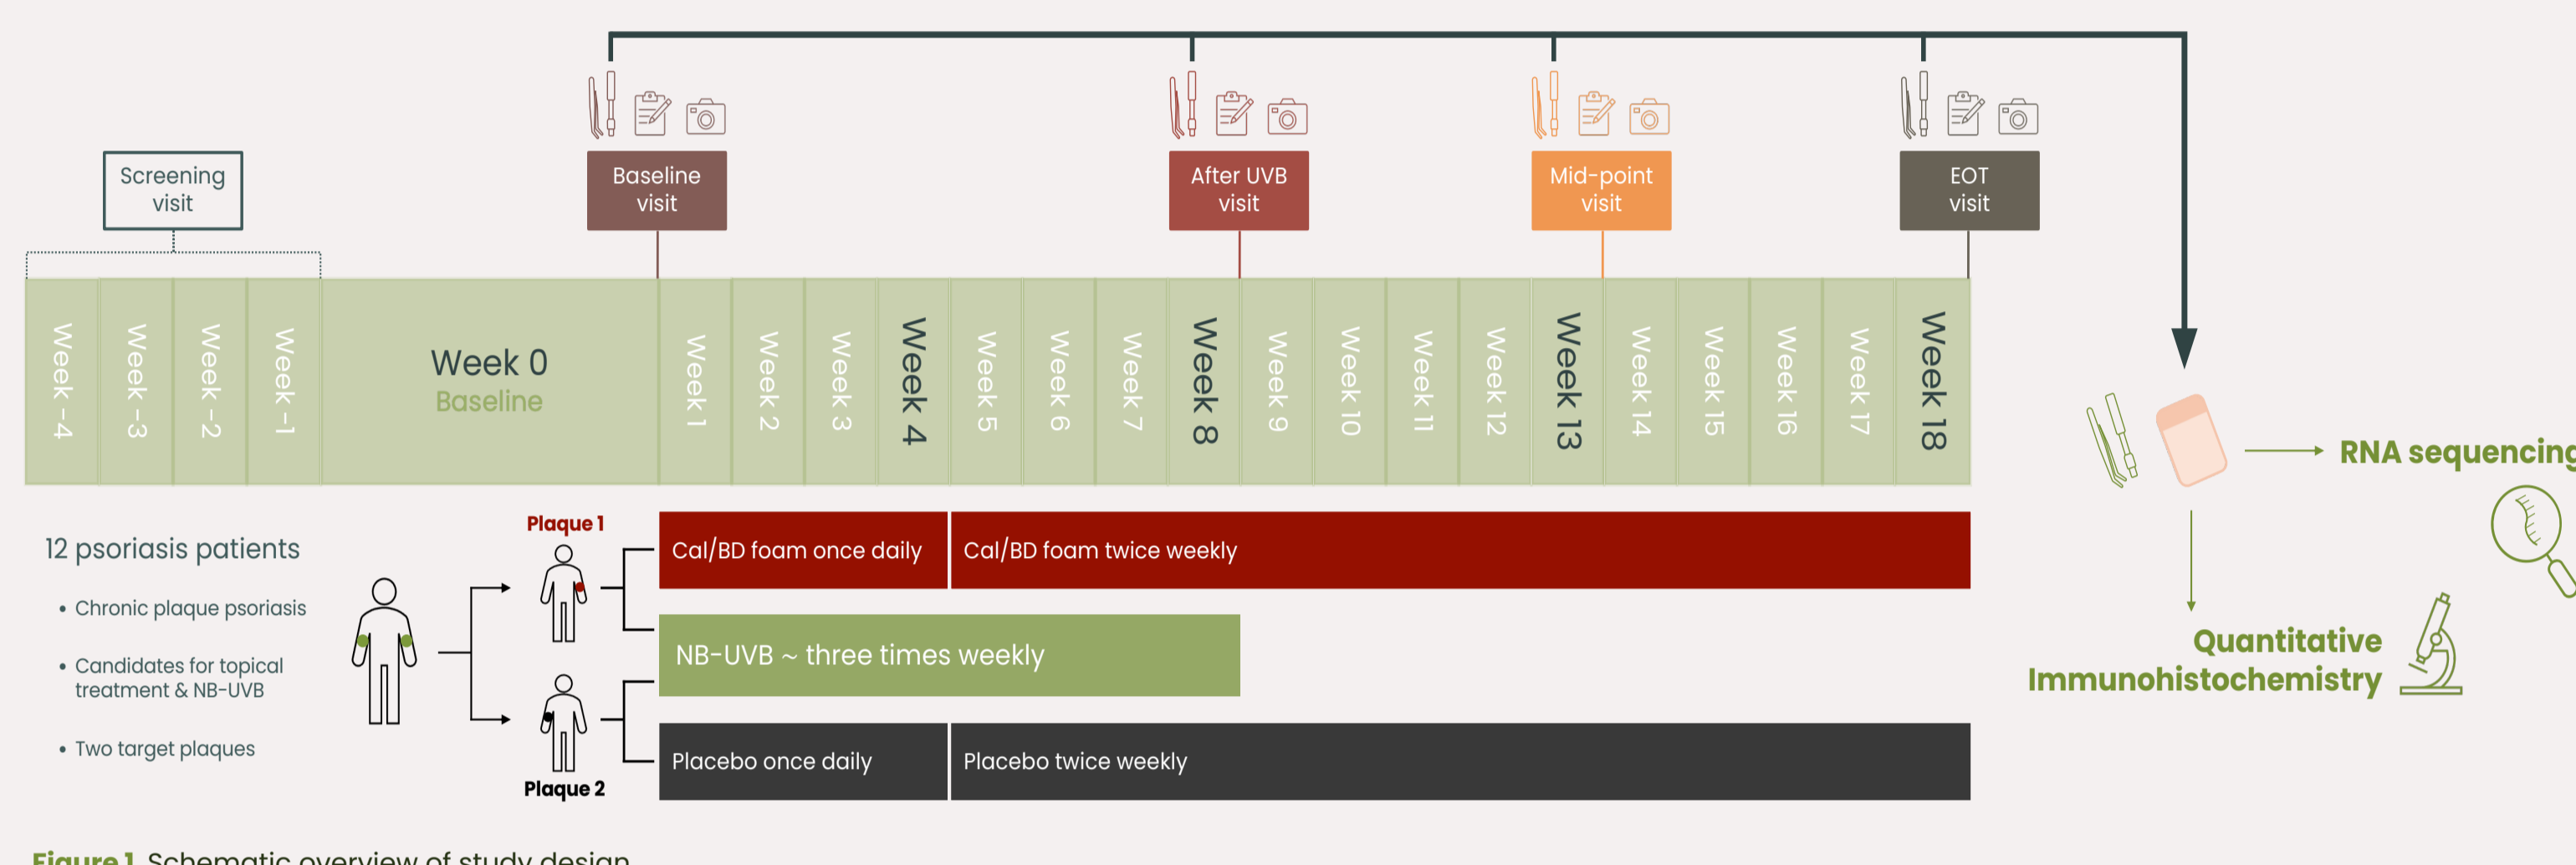 Screening
visit
Baseline
visit
After UVB
visit
Mid-point
visit
EOT
visit
Week -4
Week -3
Week -2
Week -1
Week 0
Baseline
Week 1
Week 2
Week 3
Week 4
Week 5
Week 6
Week 7
Week 8
Week 9
Week 10
Week 11
Week 12
Week 13
Week 14
Week 15
Week 16
Week 17
Week 18
12 psoriasis patients
• Chronic plaque psoriasis
• Candidates for topical
treatment & NB-UVB
• Two target plaques
Plaque 1
Plaque 2
Cal/BD foam once daily
Cal/BD foam twice weekly
NB-UVB ~ three times weekly
Placebo once daily
Placebo twice weekly
RNA sequencing
Quantitative
Immunohistochemistry
Figure 1. Schematic overview of study design